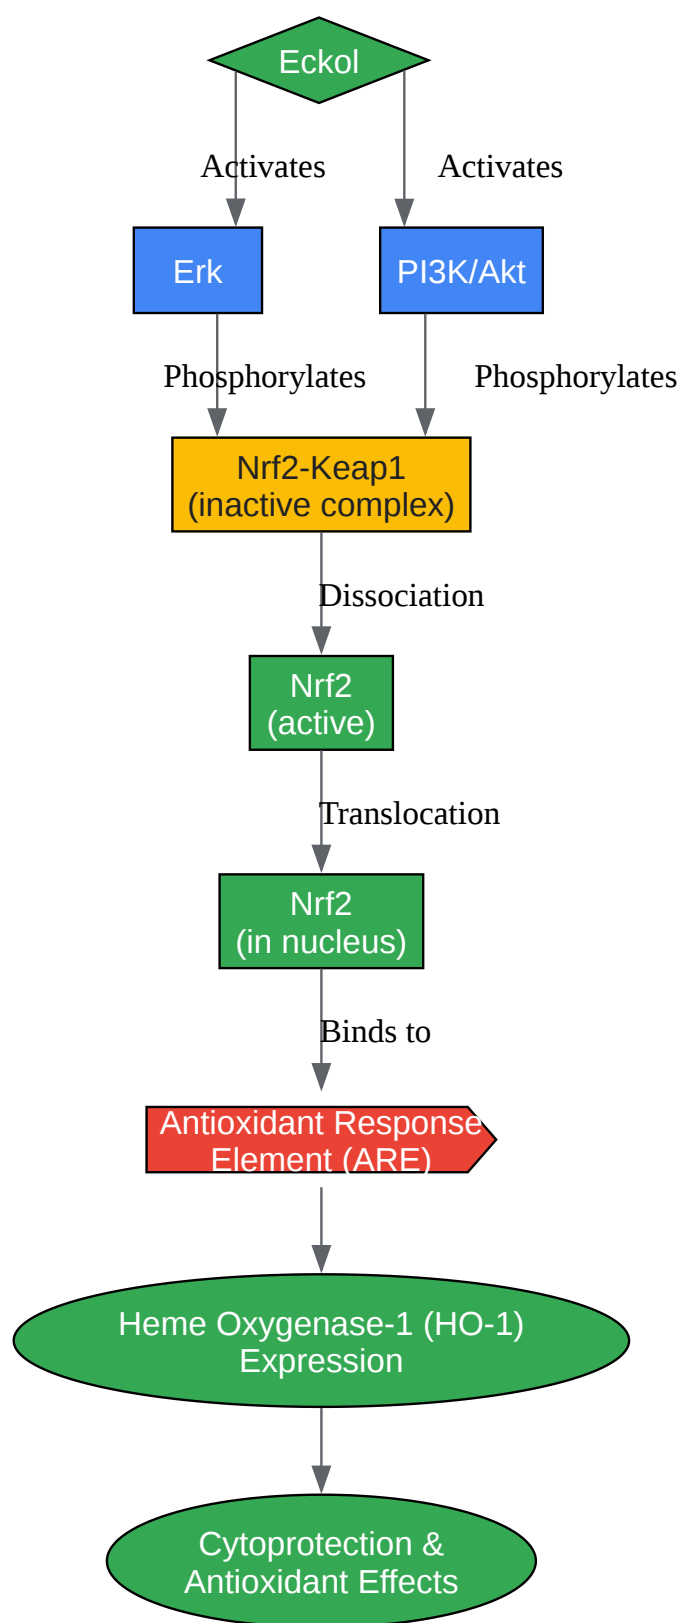 Eckol
Activates
Activates
Erk
PI3K/Akt
Phosphorylates
Phosphorylates
Nrf2-Keap1
(inactive complex)
Dissociation
Nrf2
(active)
Translocation
Nrf2
(in nucleus)
Binds to
Antioxidant Response
Element (ARE)
Heme Oxygenase-1 (HO-1)
Expression
Cytoprotection &
Antioxidant Effects